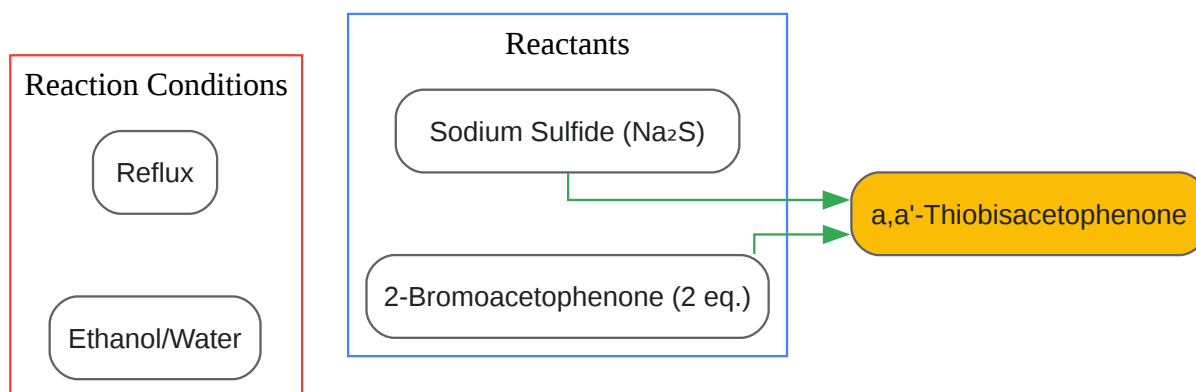 Reaction Conditions
Reflux
Ethanol/Water
Reactants
Sodium Sulfide (Na₂S)
2-Bromoacetophenone (2 eq.)
a,a'-Thiobisacetophenone